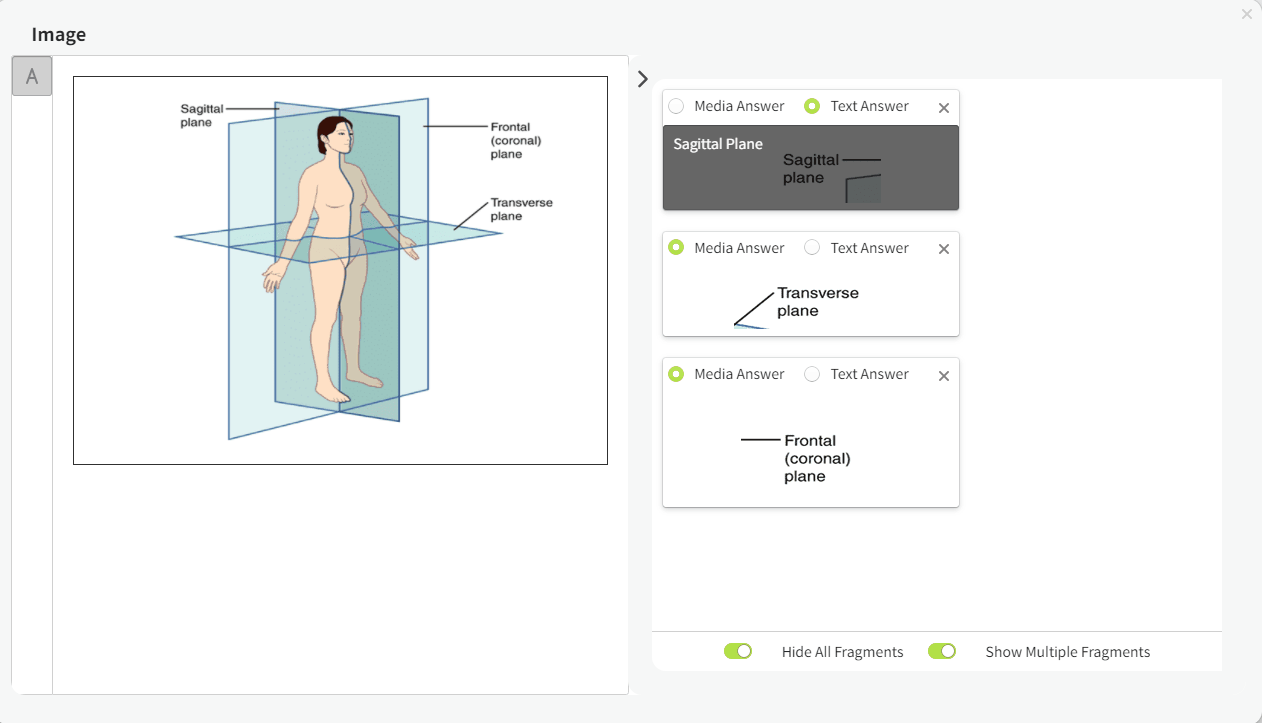 Image
A
Sagittal
plane
Frontal
(coronal)
plane
Transverse
plane
Media Answer Text Answer
Sagittal Plane
Sagittal
plane
Media Answer Text Answer
Transverse
plane
Media Answer Text Answer
Frontal
(coronal)
plane
Hide All Fragments Show Multiple Fragments